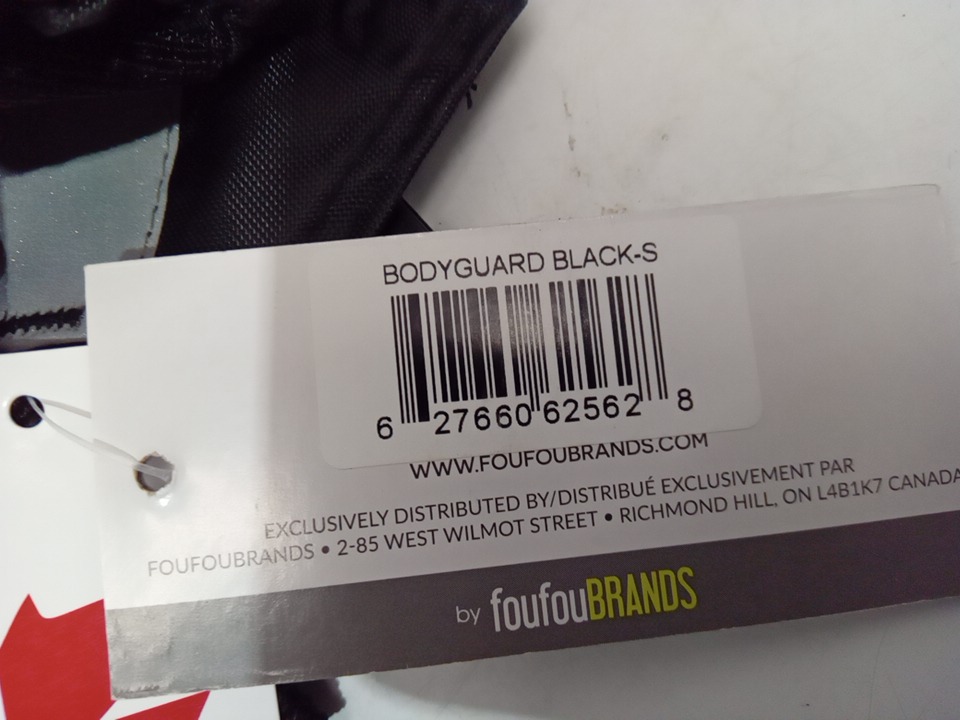 BODYGUARD BLACK-S
6 27660 62562 8
WWW.FOUFOUBRANDS.COM
EXCLUSIVELY DISTRIBUTED BY/DISTRIBUÉ EXCLUSIVEMENT PAR
FOUFOUBRANDS • 2-85 WEST WILMOT STREET • RICHMOND HILL, ON L4B1K7 CANADA
by foufouBRANDS